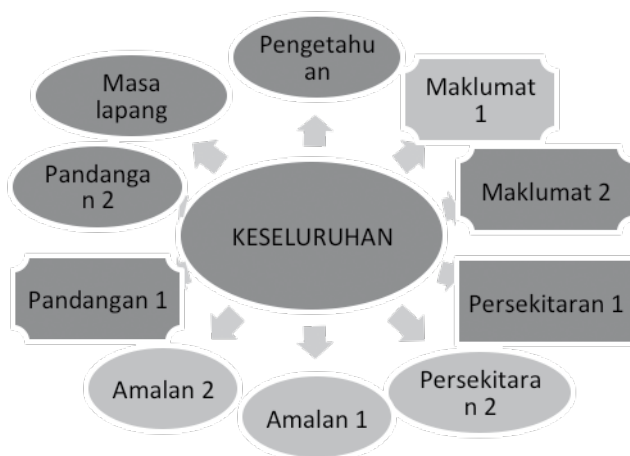 Pengetahu
an
Maklumat
1
Maklumat 2
Persekitaran 1
Persekitara
n 2
Amalan 1
Amalan 2
Pandangan 1
Pandanga
n 2
Masa
lapang
KESELURUHAN